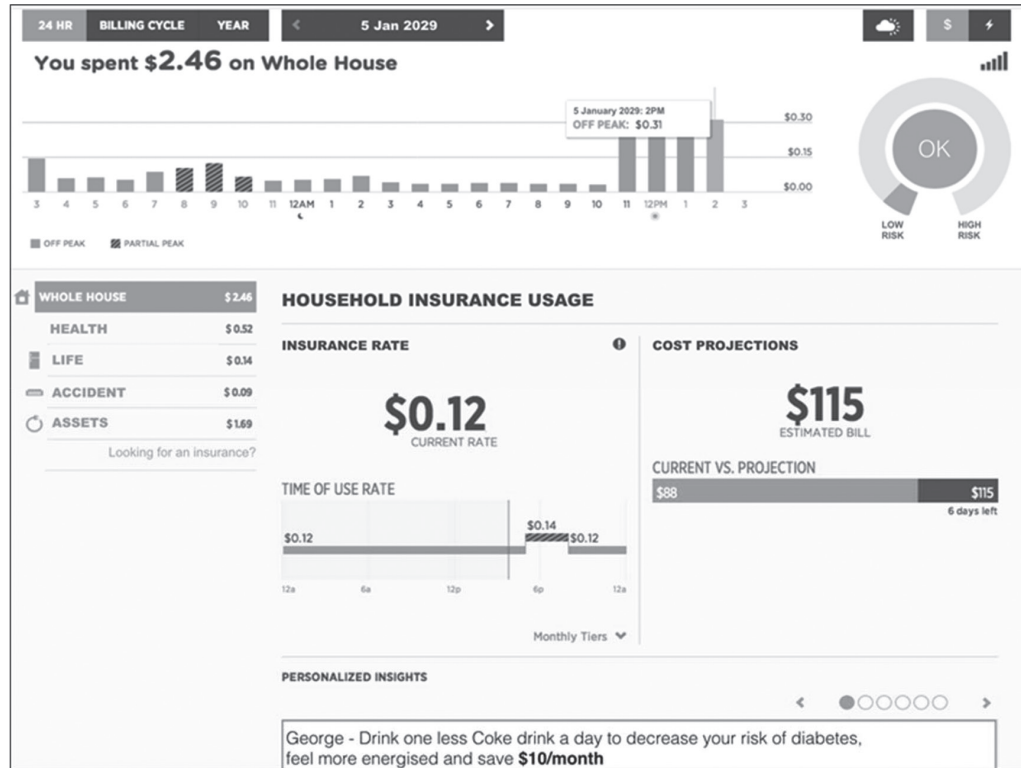 24 HR BILLING CYCLE YEAR < 5 Jan 2029 >
$
You spent $2.46 on Whole House
5 January 2029: 2PM
OFF PEAK: $0.31
$0.30
$0.15
$0.00
3 4 5 6 7 8 9 10 11 12AM 1 2 3 4 5 6 7 8 9 10 11 12PM 1 2 3
OFF PEAK PARTIAL PEAK
OK
LOW RISK
HIGH RISK
WHOLE HOUSE $2.46
HEALTH $0.52
LIFE $0.14
ACCIDENT $0.09
ASSETS $1.69
Looking for an insurance?
HOUSEHOLD INSURANCE USAGE
INSURANCE RATE
$0.12
CURRENT RATE
TIME OF USE RATE
$0.12 $0.14 $0.12
12a 6a 12p 6p 12a
Monthly Tiers
COST PROJECTIONS
$115
ESTIMATED BILL
CURRENT VS. PROJECTION
$88 $115
6 days left
PERSONALIZED INSIGHTS
< >
George - Drink one less Coke drink a day to decrease your risk of diabetes,
feel more energised and save $10/month